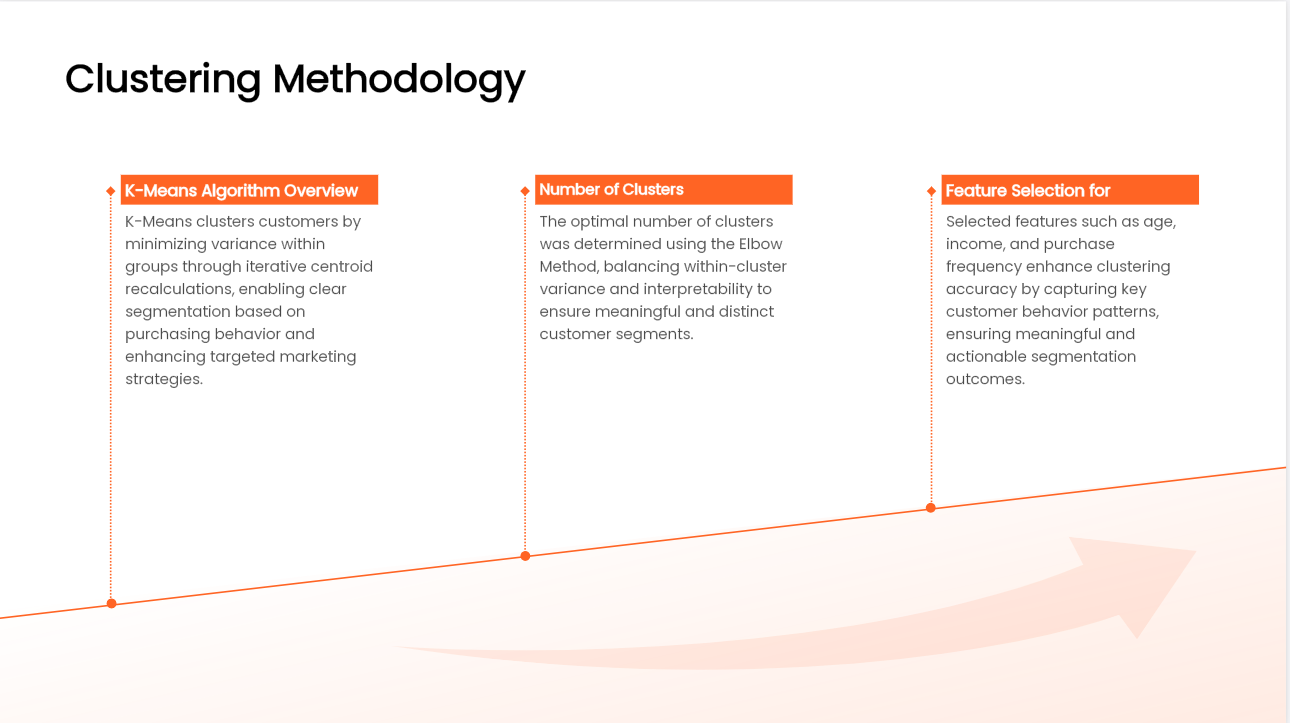 Clustering Methodology
K-Means Algorithm Overview
K-Means clusters customers by
minimizing variance within
groups through iterative centroid
recalculations, enabling clear
segmentation based on
purchasing behavior and
enhancing targeted marketing
strategies.
Number of Clusters
The optimal number of clusters
was determined using the Elbow
Method, balancing within-cluster
variance and interpretability to
ensure meaningful and distinct
customer segments.
Feature Selection for
Selected features such as age,
income, and purchase
frequency enhance clustering
accuracy by capturing key
customer behavior patterns,
ensuring meaningful and
actionable segmentation
outcomes.